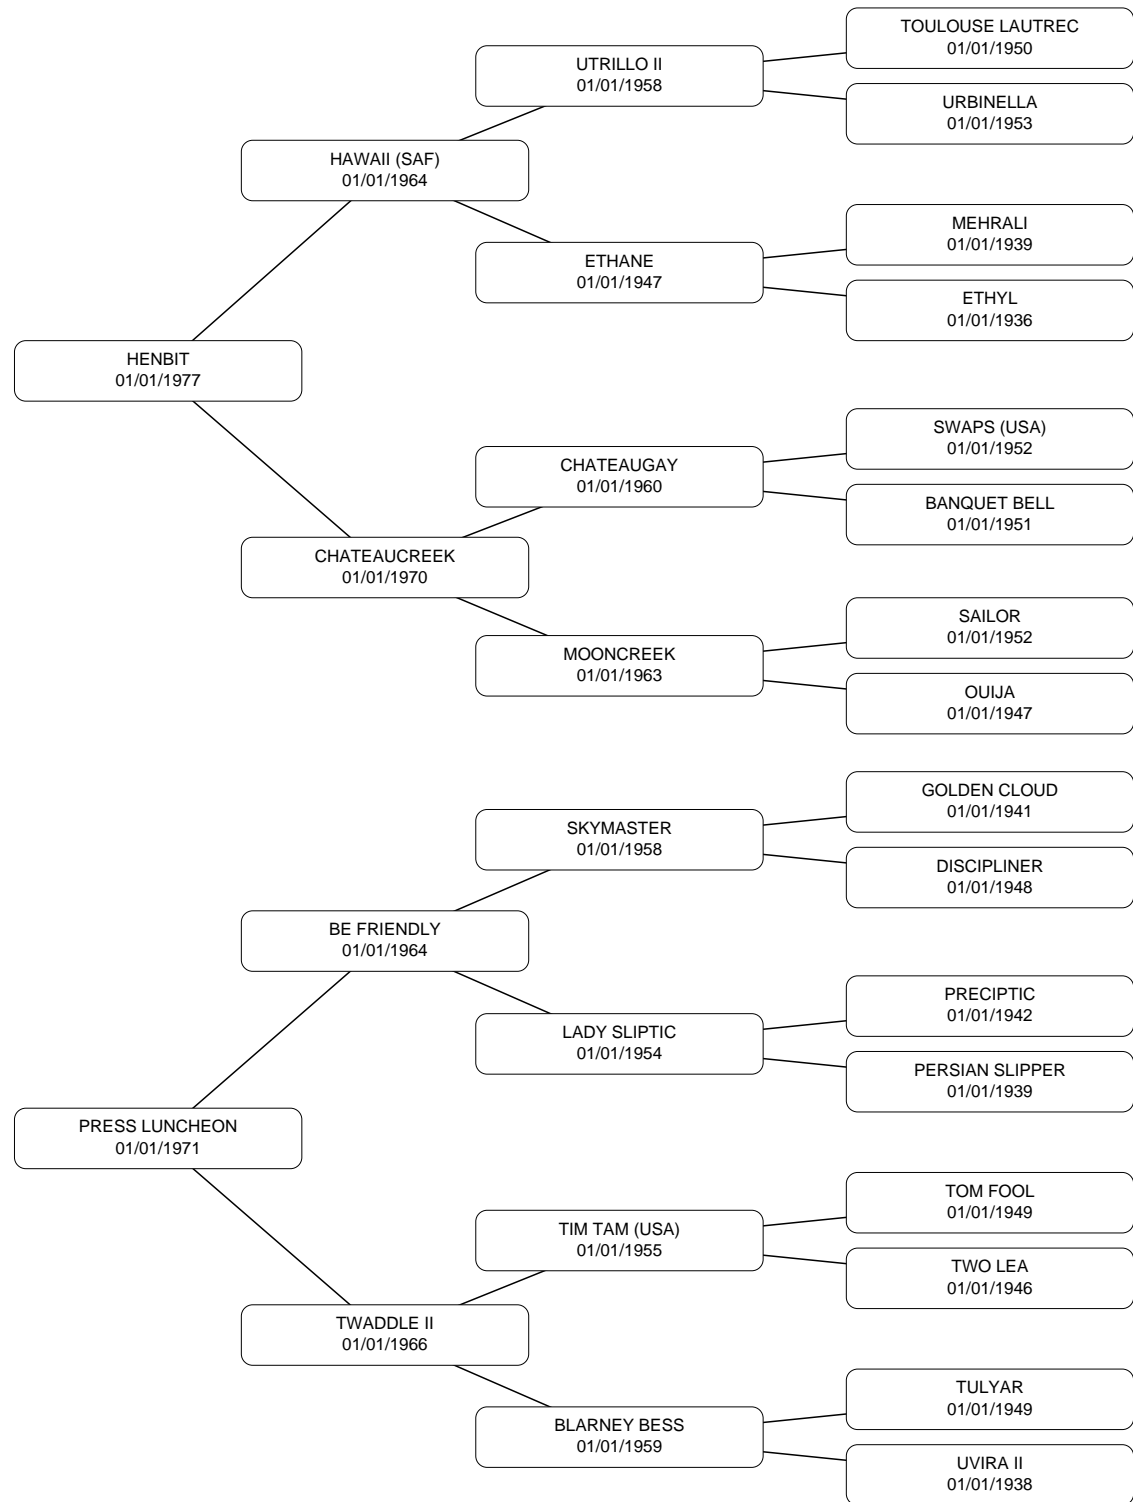 TOULOUSE LAUTREC
01/01/1950
UTRILLO II
01/01/1958
URBINELLA
01/01/1953
HAWAII (SAF)
01/01/1964
MEHRALI
01/01/1939
ETHANE
01/01/1947
ETHYL
01/01/1936
HENBIT
01/01/1977
SWAPS (USA)
01/01/1952
CHATEAUGAY
01/01/1960
BANQUET BELL
01/01/1951
CHATEAUCREEK
01/01/1970
SAILOR
01/01/1952
MOONCREEK
01/01/1963
OUIJA
01/01/1947
GOLDEN CLOUD
01/01/1941
SKYMASTER
01/01/1958
DISCIPLINER
01/01/1948
BE FRIENDLY
01/01/1964
PRECIPTIC
01/01/1942
LADY SLIPTIC
01/01/1954
PERSIAN SLIPPER
01/01/1939
PRESS LUNCHEON
01/01/1971
TOM FOOL
01/01/1949
TIM TAM (USA)
01/01/1955
TWO LEA
01/01/1946
TWADDLE II
01/01/1966
TULYAR
01/01/1949
BLARNEY BESS
01/01/1959
UVIRA II
01/01/1938